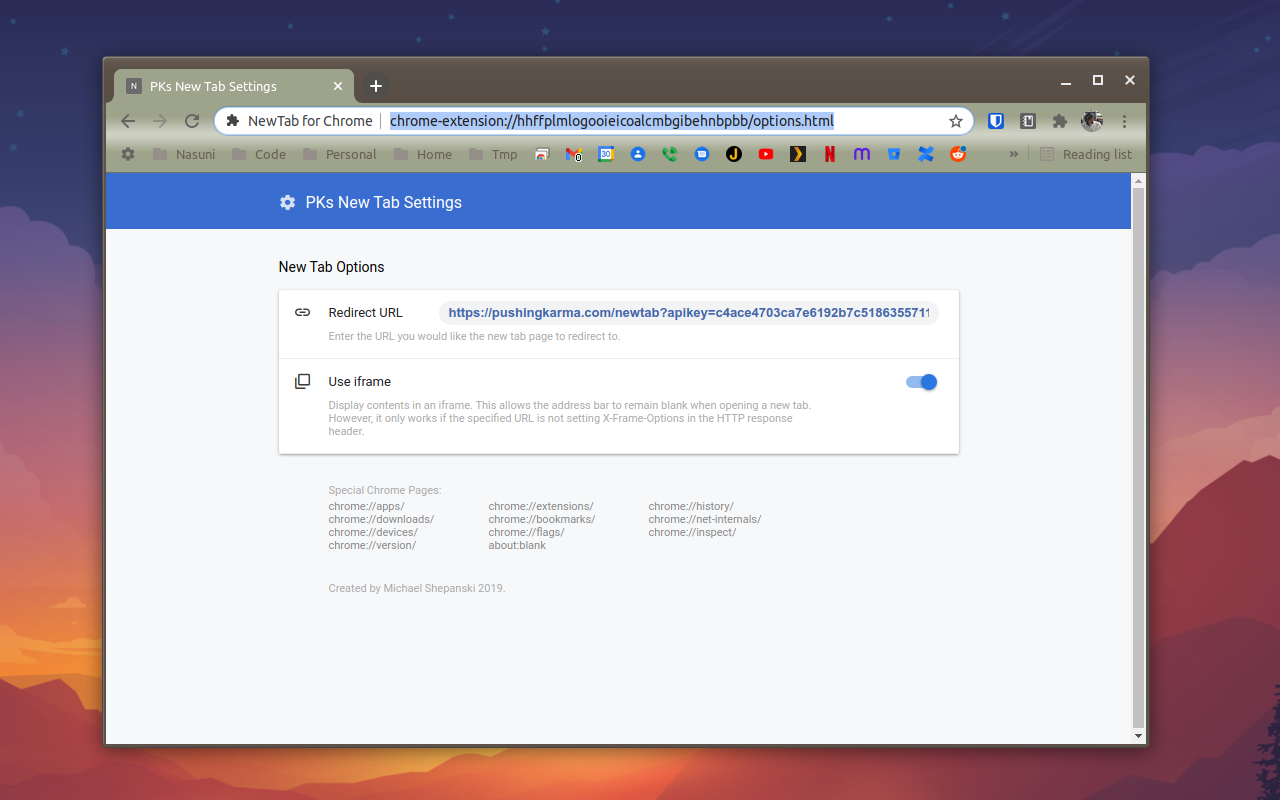 N PKs New Tab Settings
NewTab for Chrome chrome-extension://hhffplmlogooieicoalcmbgibehnbpbb/options.html
Nasuni Code Personal Home Tmp 0 30 J N » Reading list
PKs New Tab Settings
New Tab Options
Redirect URL https://pushingkarma.com/newtab?apikey=c4ace4703ca7e6192b7c5186355711
Enter the URL you would like the new tab page to redirect to.
Use iframe
Display contents in an iframe. This allows the address bar to remain blank when opening a new tab.
However, it only works if the specified URL is not setting X-Frame-Options in the HTTP response
header.
Special Chrome Pages:
chrome://apps/ chrome://extensions/ chrome://history/
chrome://downloads/ chrome://bookmarks/ chrome://net-internals/
chrome://devices/ chrome://flags/ chrome://inspect/
chrome://version/ about:blank
Created by Michael Shepanski 2019.